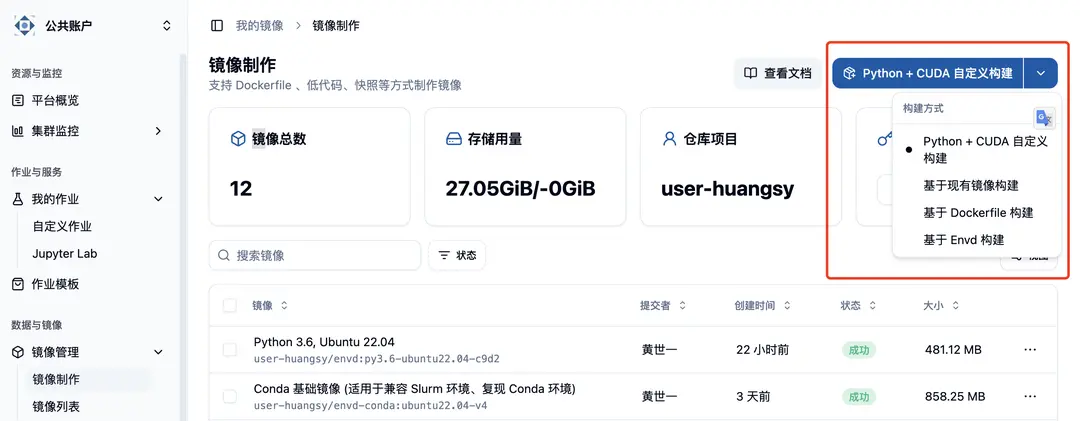 公共账户
我的镜像 > 镜像制作
镜像制作
支持 Dockerfile 、低代码、快照等方式制作镜像
查看文档
Python + CUDA 自定义构建
构建方式
Python + CUDA 自定义
构建
基于现有镜像构建
基于 Dockerfile 构建
基于 Envd 构建
资源与监控
平台概览
集群监控
作业与服务
我的作业
自定义作业
Jupyter Lab
作业模板
数据与镜像
镜像管理
镜像制作
镜像列表
镜像总数
12
存储用量
27.05GiB/-0GiB
仓库项目
user-huangsy
搜索镜像
状态
镜像 提交者 创建时间 状态 大小
Python 3.6, Ubuntu 22.04
user-huangsy/envd:py3.6-ubuntu22.04-c9d2
黄世一 22 小时前 成功 481.12 MB
Conda 基础镜像 (适用于兼容 Slurm 环境、复现 Conda 环境)
user-huangsy/envd-conda:ubuntu22.04-v4
黄世一 3 天前 成功 858.25 MB